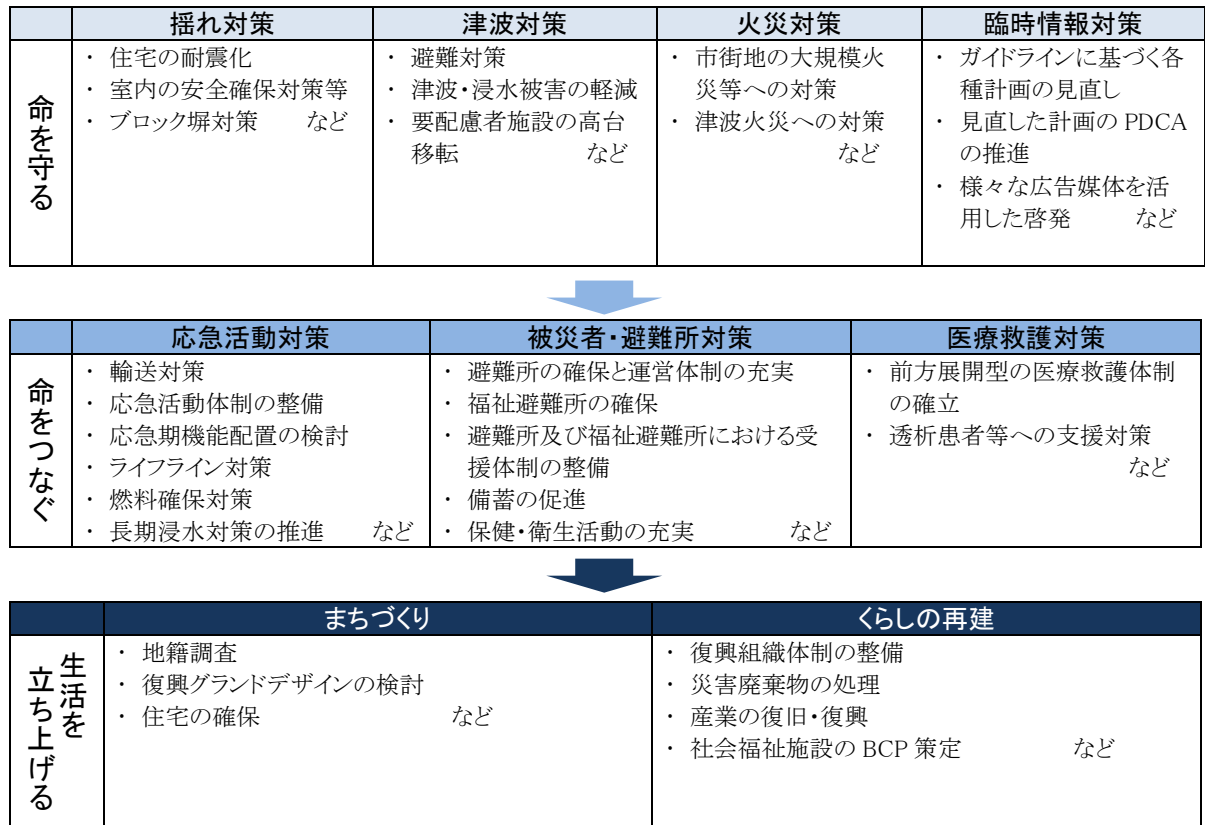 揺れ対策 津波対策 火災対策 臨時情報対策
命を守る
・ 住宅の耐震化
・ 室内の安全確保対策等
・ ブロック塀対策 など
・ 避難対策
・ 津波・浸水被害の軽減
・ 要配慮者施設の高台
移転 など
・ 市街地の大規模火
災等への対策
・ 津波火災への対策
など
・ ガイドラインに基づく各
種計画の見直し
・ 見直した計画の PDCA
の推進
・ 様々な広告媒体を活
用した啓発 など
応急活動対策 被災者・避難所対策 医療救護対策
命をつなぐ
・ 輸送対策
・ 応急活動体制の整備
・ 応急期機能配置の検討
・ ライフライン対策
・ 燃料確保対策
・ 長期浸水対策の推進 など
・ 避難所の確保と運営体制の充実
・ 福祉避難所の確保
・ 避難所及び福祉避難所における受
援体制の整備
・ 備蓄の促進
・ 保健・衛生活動の充実 など
・ 前方展開型の医療救護体制
の確立
・ 透析患者等への支援対策
など
まちづくり くらしの再建
生活を
立ち上げる
・ 地籍調査
・ 復興グランドデザインの検討
・ 住宅の確保 など
・ 復興組織体制の整備
・ 災害廃棄物の処理
・ 産業の復旧・復興
・ 社会福祉施設の BCP 策定 など